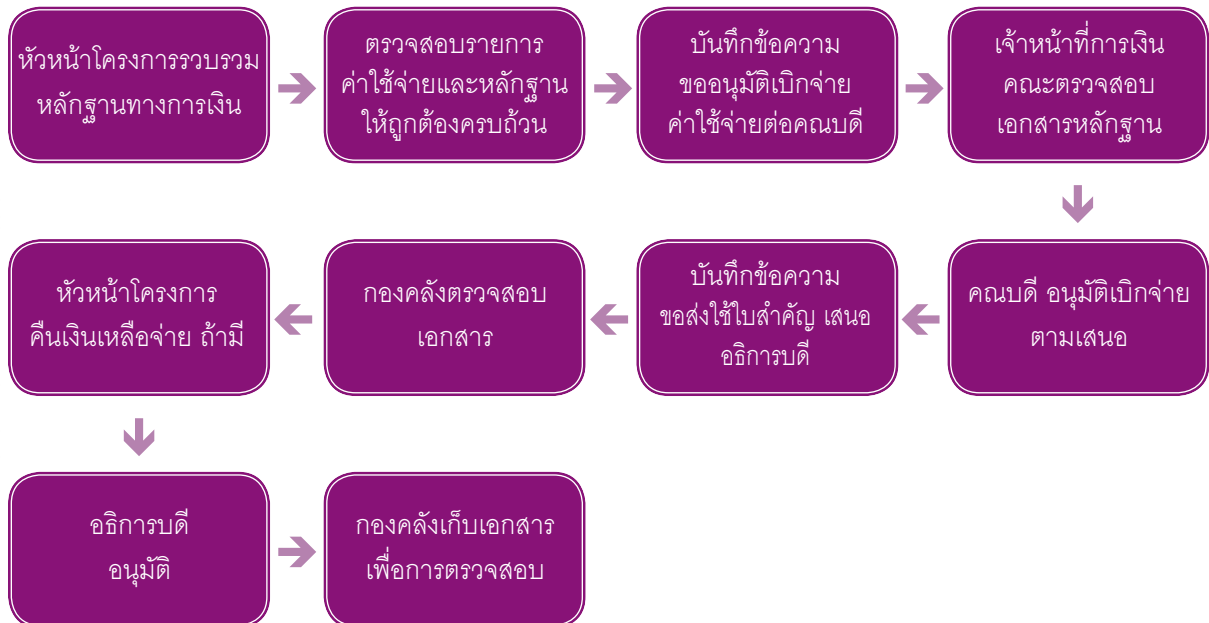 หัวหน้าโครงการรวบรวม
หลักฐานทางการเงิน
ตรวจสอบรายการ
ค่าใช้จ่ายและหลักฐาน
ให้ถูกต้องครบถ้วน
บันทึกข้อความ
ขออนุมัติเบิกจ่าย
ค่าใช้จ่ายต่อคณบดี
เจ้าหน้าที่การเงิน
คณะตรวจสอบ
เอกสารหลักฐาน
คณบดี อนุมัติเบิกจ่าย
ตามเสนอ
บันทึกข้อความ
ขอส่งใช้ใบสำคัญ เสนอ
อธิการบดี
กองคลังตรวจสอบ
เอกสาร
หัวหน้าโครงการ
คืนเงินเหลือจ่าย ถ้ามี
อธิการบดี
อนุมัติ
กองคลังเก็บเอกสาร
เพื่อการตรวจสอบ